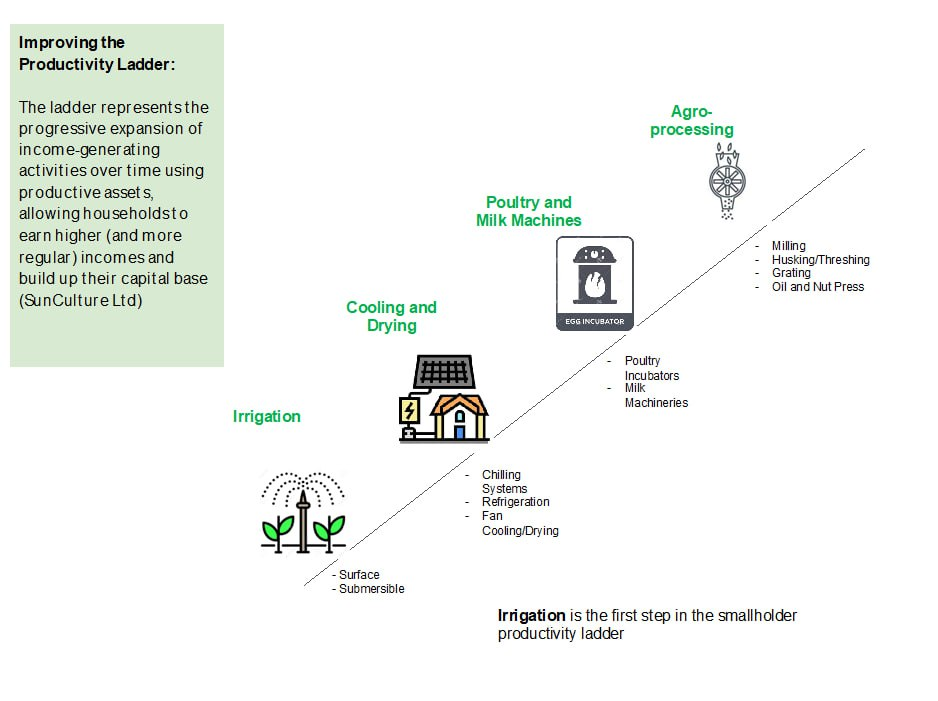 Improving the
Productivity Ladder:
The ladder represents the
progressive expansion of
income-generating
activities over time using
productive assets,
allowing households to
earn higher (and more
regular) incomes and
build up their capital base
(SunCulture Ltd)
Agro-
processing
Poultry and
Milk Machines
EGG INCUBATOR
- Milling
- Husking/Threshing
- Grating
- Oil and Nut Press
Cooling and
Drying
- Poultry
Incubators
- Milk
Machineries
Irrigation
- Chilling
Systems
- Refrigeration
- Fan
Cooling/Drying
- Surface
- Submersible
Irrigation is the first step in the smallholder
productivity ladder